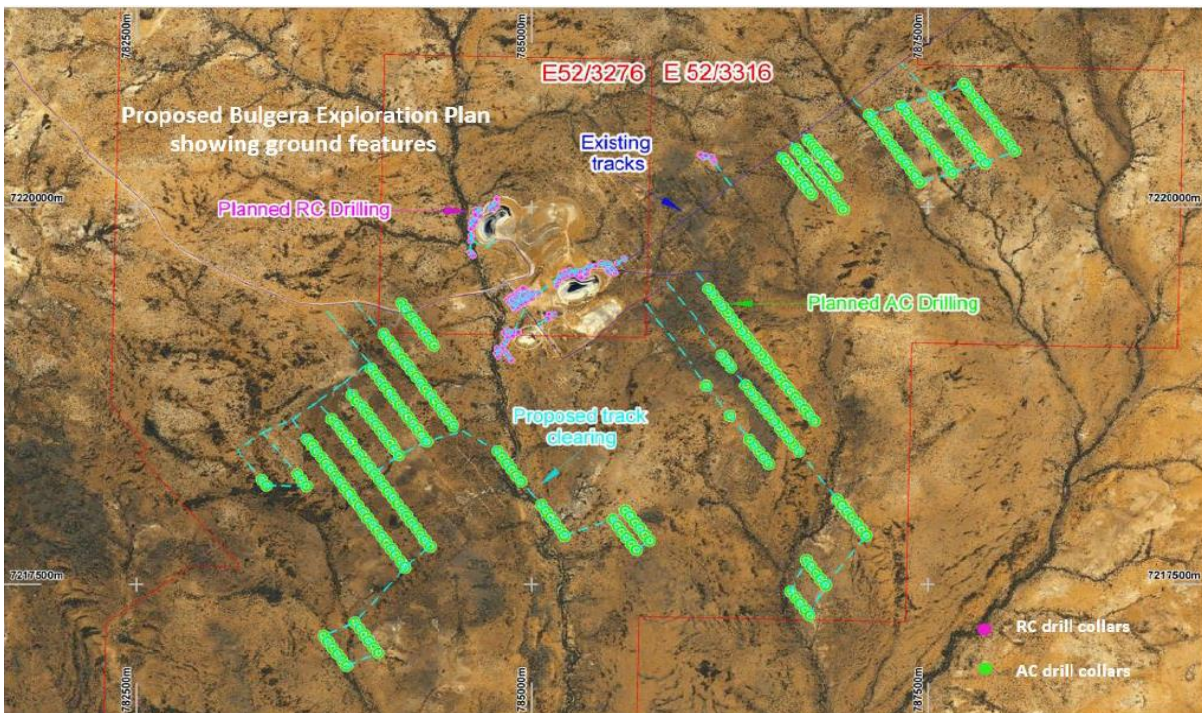 782500m
785000m
787500m
E52/3276
E 52/3316
Proposed Bulgera Exploration Plan
showing ground features
Existing
tracks
7220000m
Planned RC Drilling
7220000m
Planned AC Drilling
Proposed track
clearing
7217500m
7217500m
RC drill collars
AC drill collars
782500m
785000m
787500m